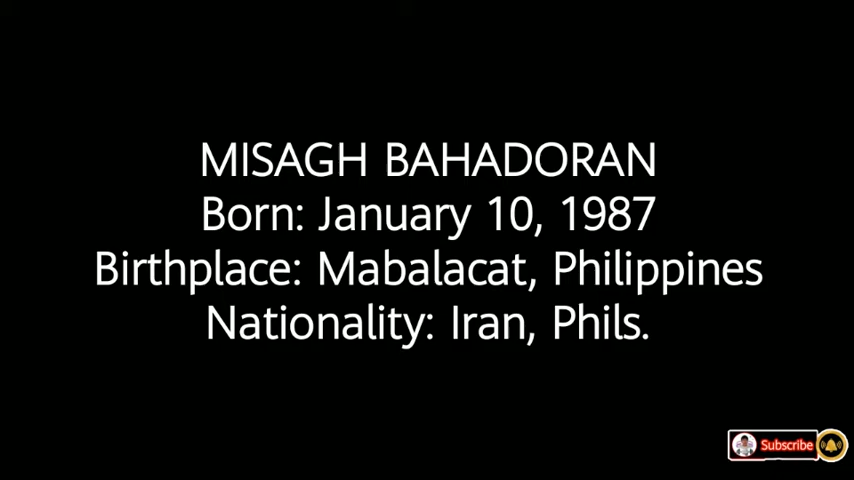 MISAGH BAHADORAN
Born: January 10, 1987
Birthplace: Mabalacat, Philippines
Nationality: Iran, Phils.
Subscribe